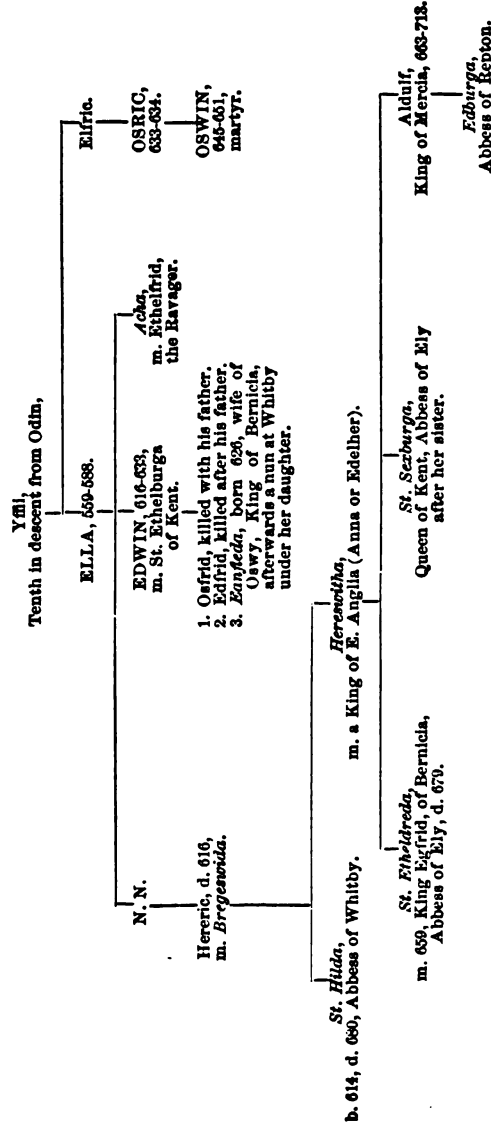 Yffi,
Tenth in descent from Odin,
ELLA, 559-588.
Elfric.
N. N.
EDWIN, 616-633,
m. St. Ethelburga
of Kent.
Acha,
m. Ethelfrid,
the Ravager.
OSRIC,
633-634.
Hereric, d. 616,
m. Bregeswida.
1. Osfrid, killed with his father.
2. Edfrid, killed after his father.
3. Eanfleda, born 626, wife of
Oswy, King of Bernicia,
afterwards a nun at Whitby
under her daughter.
OSWIN,
645-651,
martyr.
St. Hilda,
b. 614, d. 680, Abbess of Whitby.
Hereswitha,
m. a King of E. Anglia (Anna or Edelher).
St. Etheldreda,
m. 659, King Egfrid, of Bernicia,
Abbess of Ely, d. 679.
St. Sexburga,
Queen of Kent, Abbess of Ely
after her sister.
Aldulf,
King of Mercia, 663-713.
Edburga,
Abbess of Repton.